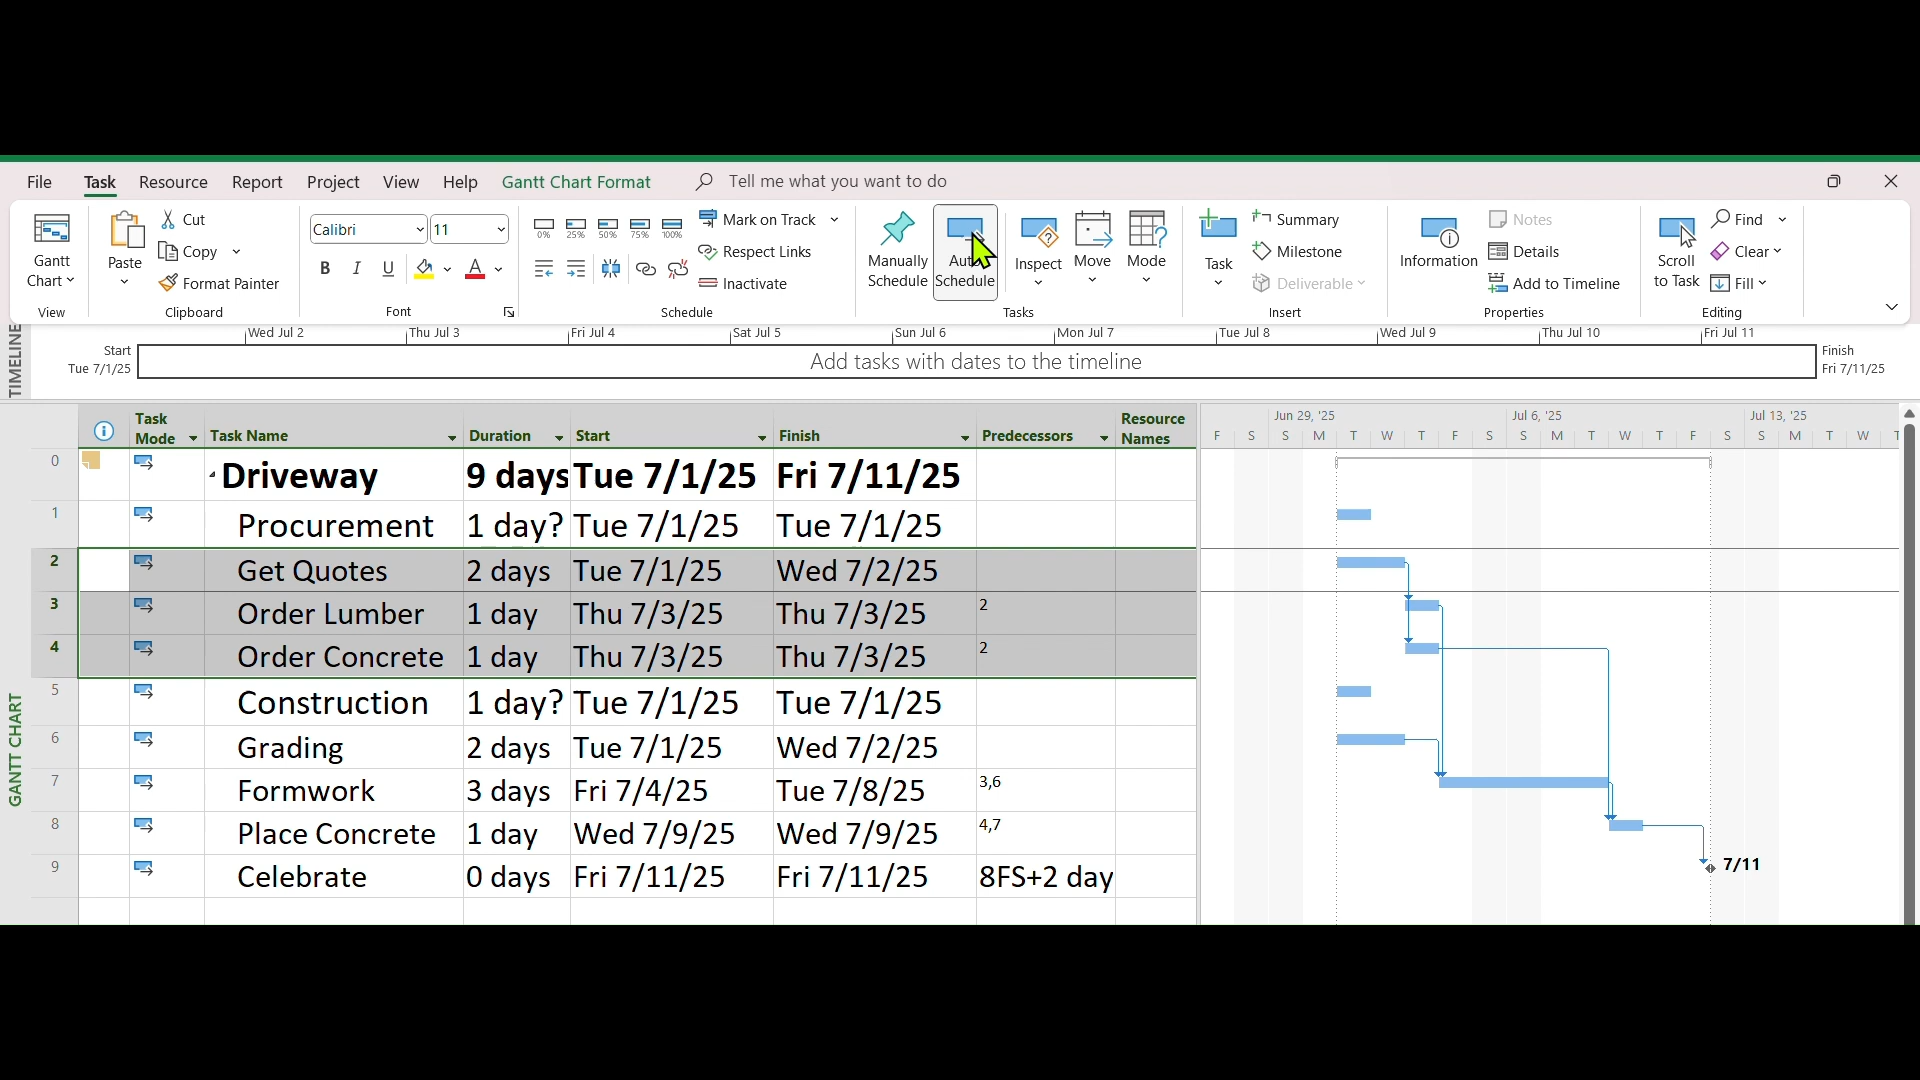 File Task Resource Report Project View Help Gantt Chart Format Tell me what you want to do
Gantt Chart
View
Paste
Cut
Copy
Format Painter
Clipboard
Calibri 11
B I U A
Font
0% 25% 50% 75% 100%
Mark on Track
Respect Links
Inactivate
Schedule
Manually Schedule
Auto Schedule
Inspect
Move
Mode
Tasks
Task
Summary
Milestone
Deliverable
Insert
Information
Notes
Details
Add to Timeline
Properties
Scroll to Task
Find
Clear
Fill
Editing
TIMELINE
Wed Jul 2 Thu Jul 3 Fri Jul 4 Sat Jul 5 Sun Jul 6 Mon Jul 7 Tue Jul 8 Wed Jul 9 Thu Jul 10 Fri Jul 11
Start
Tue 7/1/25
Add tasks with dates to the timeline
Finish
Fri 7/11/25
GANTT CHART
Task Mode Task Name Duration Start Finish Predecessors Resource Names
Jun 29, '25 Jul 6, '25 Jul 13, '25
F S S M T W T F S S M T W T F S S M T W T
0 Driveway 9 days Tue 7/1/25 Fri 7/11/25
1 Procurement 1 day? Tue 7/1/25 Tue 7/1/25
2 Get Quotes 2 days Tue 7/1/25 Wed 7/2/25
3 Order Lumber 1 day Thu 7/3/25 Thu 7/3/25 2
4 Order Concrete 1 day Thu 7/3/25 Thu 7/3/25 2
5 Construction 1 day? Tue 7/1/25 Tue 7/1/25
6 Grading 2 days Tue 7/1/25 Wed 7/2/25
7 Formwork 3 days Fri 7/4/25 Tue 7/8/25 3,6
8 Place Concrete 1 day Wed 7/9/25 Wed 7/9/25 4,7
9 Celebrate 0 days Fri 7/11/25 Fri 7/11/25 8FS+2 day
7/11